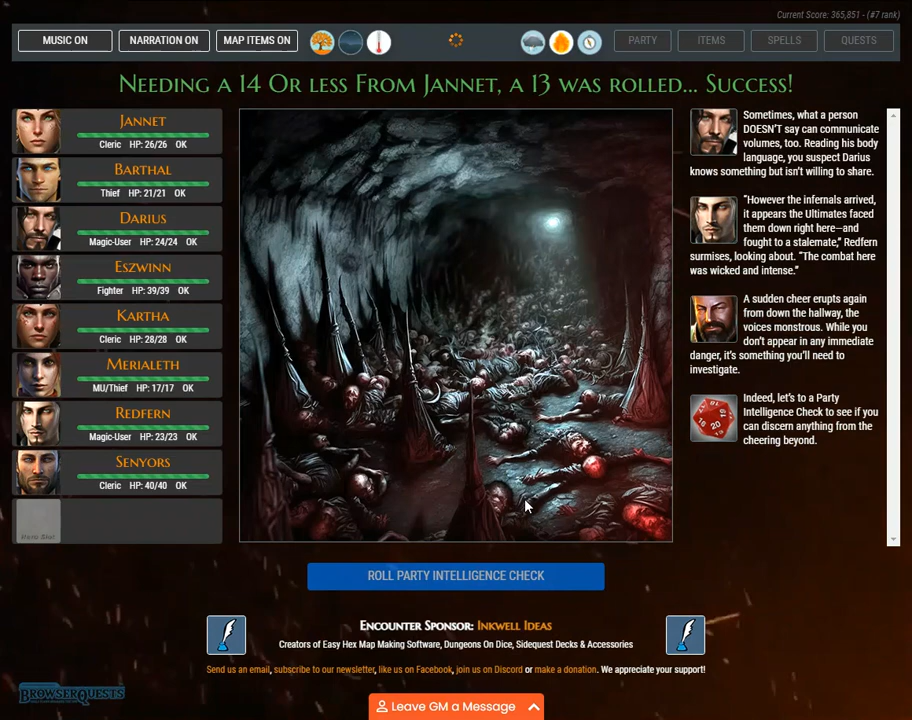 Current Score: 365,851 - (#7 rank)
MUSIC ON
NARRATION ON
MAP ITEMS ON
PARTY
ITEMS
SPELLS
QUESTS
Needing a 14 Or less From Jannet, a 13 was rolled... Success!
Jannet
Cleric HP: 26/26 OK
Barthal
Thief HP: 21/21 OK
Darius
Magic-User HP: 24/24 OK
Eszwinn
Fighter HP: 39/39 OK
Kartha
Cleric HP: 28/28 OK
Merialeth
MU/Thief HP: 17/17 OK
Redfern
Magic-User HP: 23/23 OK
Senyors
Cleric HP: 40/40 OK
Sometimes, what a person
DOESN'T say can communicate
volumes, too. Reading his body
language, you suspect Darius
knows something but isn't willing to share.
"However the infernals arrived,
it appears the Ultimates faced
them down right here—and
fought to a stalemate," Redfern
surmises, looking about. "The combat here
was wicked and intense."
A sudden cheer erupts again
from down the hallway, the
voices monstrous. While you
don't appear in any immediate
danger, it's something you'll need to
investigate.
Indeed, let's to a Party
Intelligence Check to see if you
can discern anything from the
cheering beyond.
ROLL PARTY INTELLIGENCE CHECK
Encounter Sponsor: Inkwell Ideas
Creators of Easy Hex Map Making Software, Dungeons On Dice, Sidequest Decks & Accessories
Send us an email, subscribe to our newsletter, like us on Facebook, join us on Discord or make a donation. We appreciate your support!
BrowserQuests
Leave GM a Message